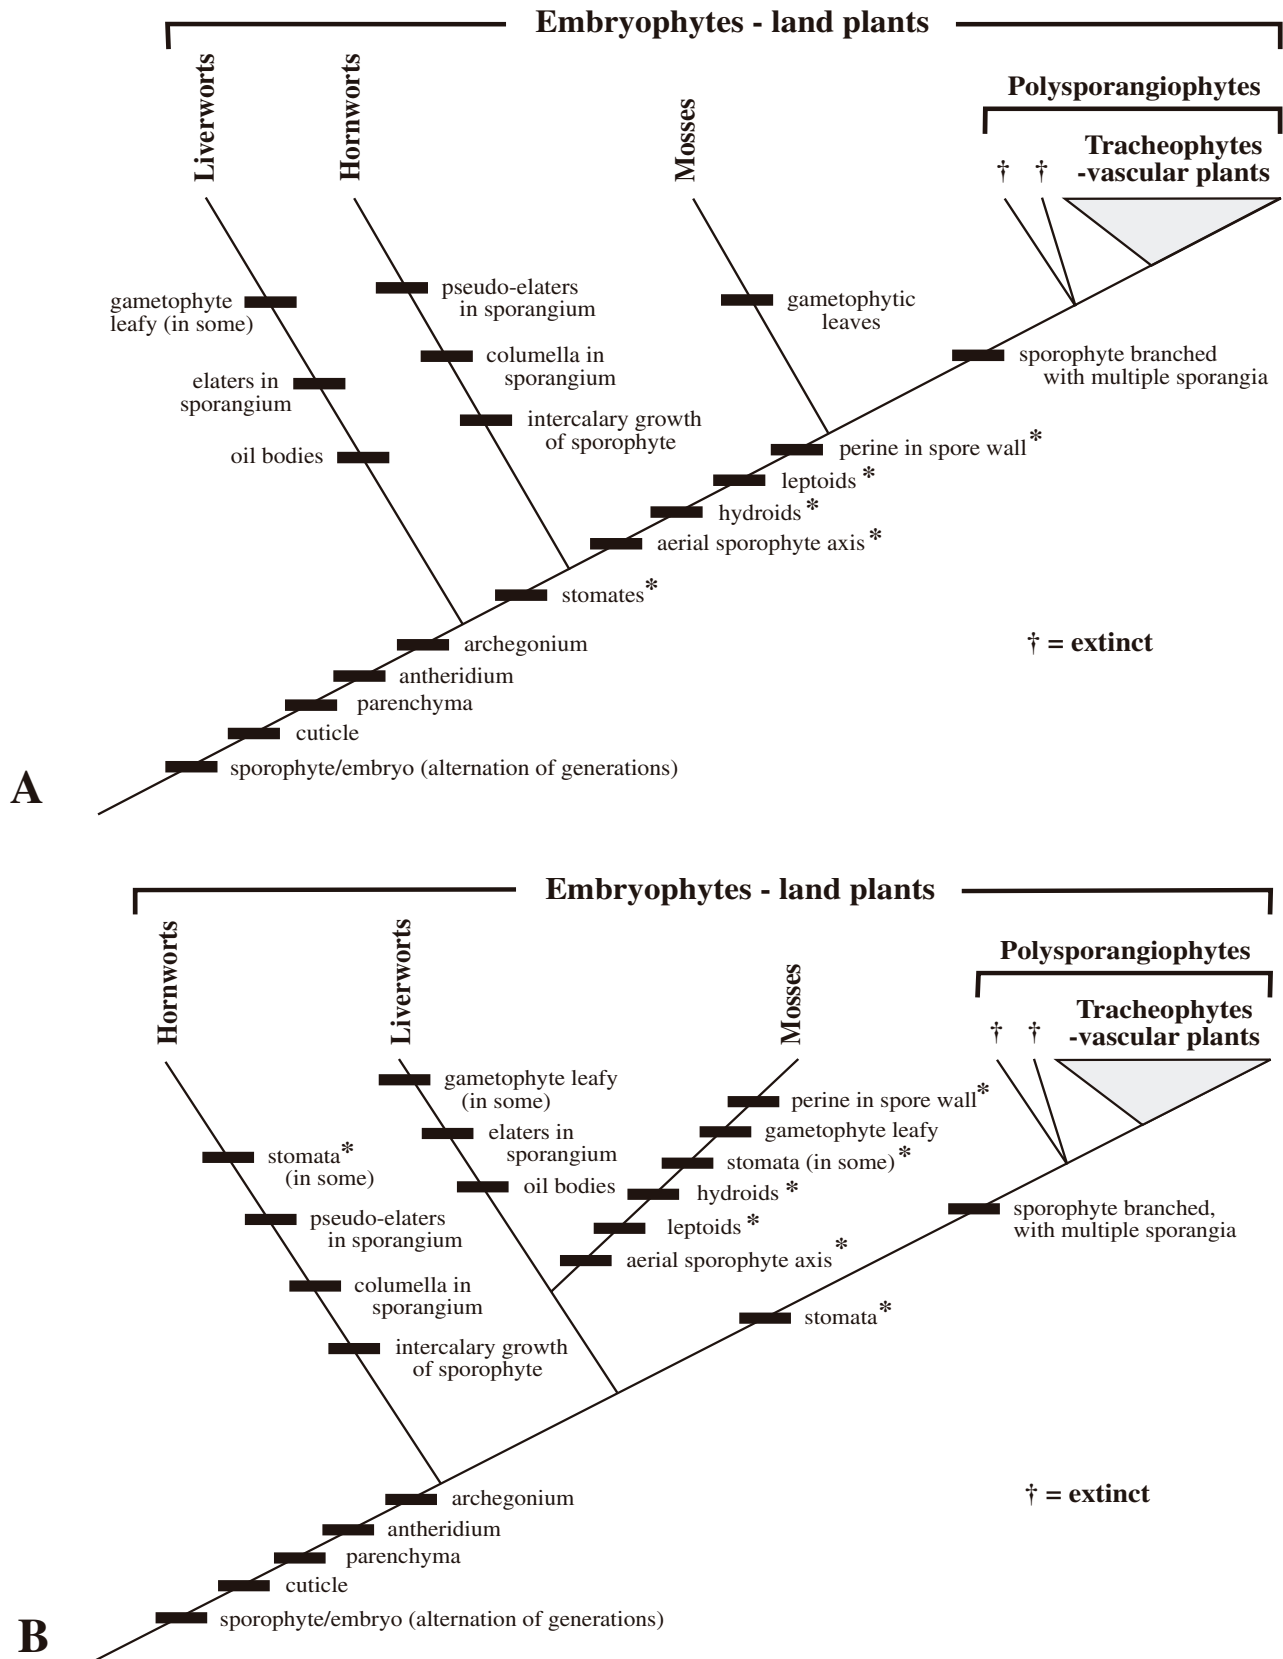 Embryophytes - land plants
Liverworts
Hornworts
Mosses
Polysporangiophytes
Tracheophytes
-vascular plants
† †
gametophyte
leafy (in some)
elaters in
sporangium
oil bodies
pseudo-elaters
in sporangium
columella in
sporangium
intercalary growth
of sporophyte
gametophytic
leaves
sporophyte branched
with multiple sporangia
perine in spore wall*
leptoids*
hydroids*
aerial sporophyte axis*
stomates*
archegonium
antheridium
parenchyma
cuticle
sporophyte/embryo (alternation of generations)
† = extinct
A
Embryophytes - land plants
Hornworts
Liverworts
Mosses
Polysporangiophytes
Tracheophytes
-vascular plants
† †
stomata*
(in some)
pseudo-elaters
in sporangium
columella in
sporangium
intercalary growth
of sporophyte
gametophyte leafy
(in some)
elaters in
sporangium
oil bodies
perine in spore wall*
gametophyte leafy
stomata (in some)*
hydroids*
leptoids*
aerial sporophyte axis*
sporophyte branched,
with multiple sporangia
stomata*
archegonium
antheridium
parenchyma
cuticle
sporophyte/embryo (alternation of generations)
† = extinct
B